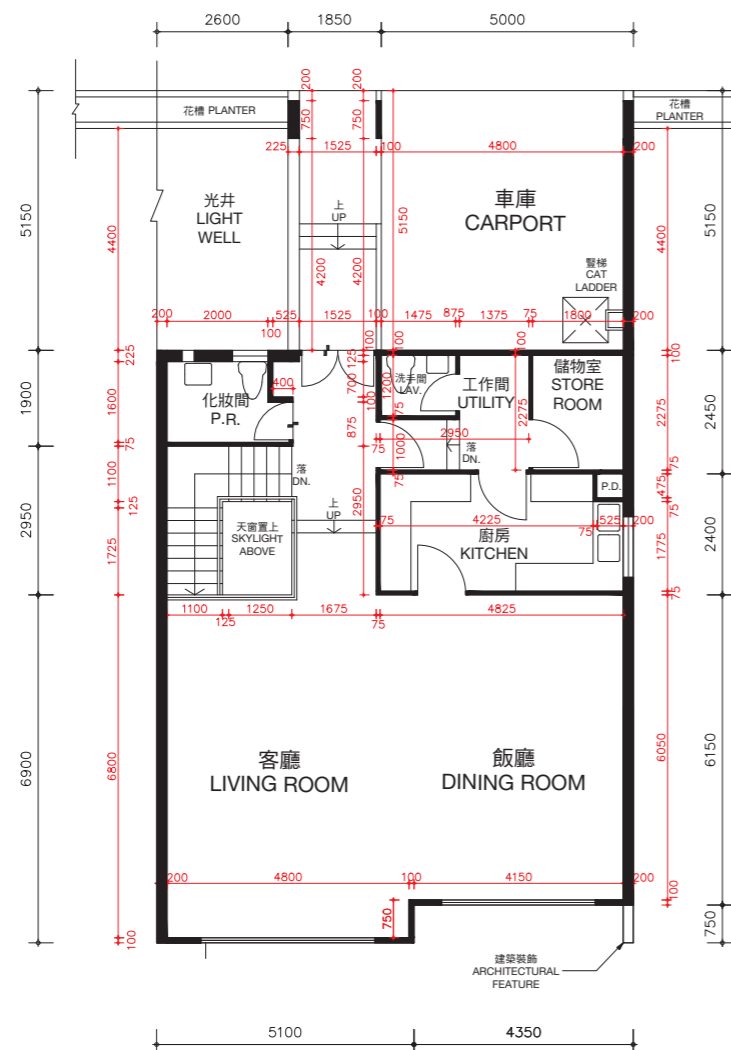 2600 1850 5000
200 200
花槽 PLANTER
花槽
PLANTER
750 750
225 1525 100 4800 200
光井
LIGHT
WELL
上
UP
車庫
CARPORT
5150
4400
4200 4200
5150
4400
5150
豎梯
CAT
LADDER
200 2000 525 1525 100 1475 875 1375 75 1800 200
100
225
100
125
100
100
100
1900
1600
化妝間
P.R.
400
700
100
875
洗手間
LAV.
1200
75
工作間
UTILITY
儲物室
STORE
ROOM
2275
2275
2450
75
2950
75
1000
75
落
DN.
75
2950
1100
125
1725
落
DN.
上
UP
2950
天窗置上
SKYLIGHT
ABOVE
P.D.
475
75
75 4225 75 525 200
廚房
KITCHEN
1775
2400
75
1100 125 1250 1675 75 4825
6900
6800
客廳
LIVING ROOM
飯廳
DINING ROOM
6050
6150
200 4800 100 4150 200
750
100
100
750
建築裝飾
ARCHITECTURAL
FEATURE
5100 4350